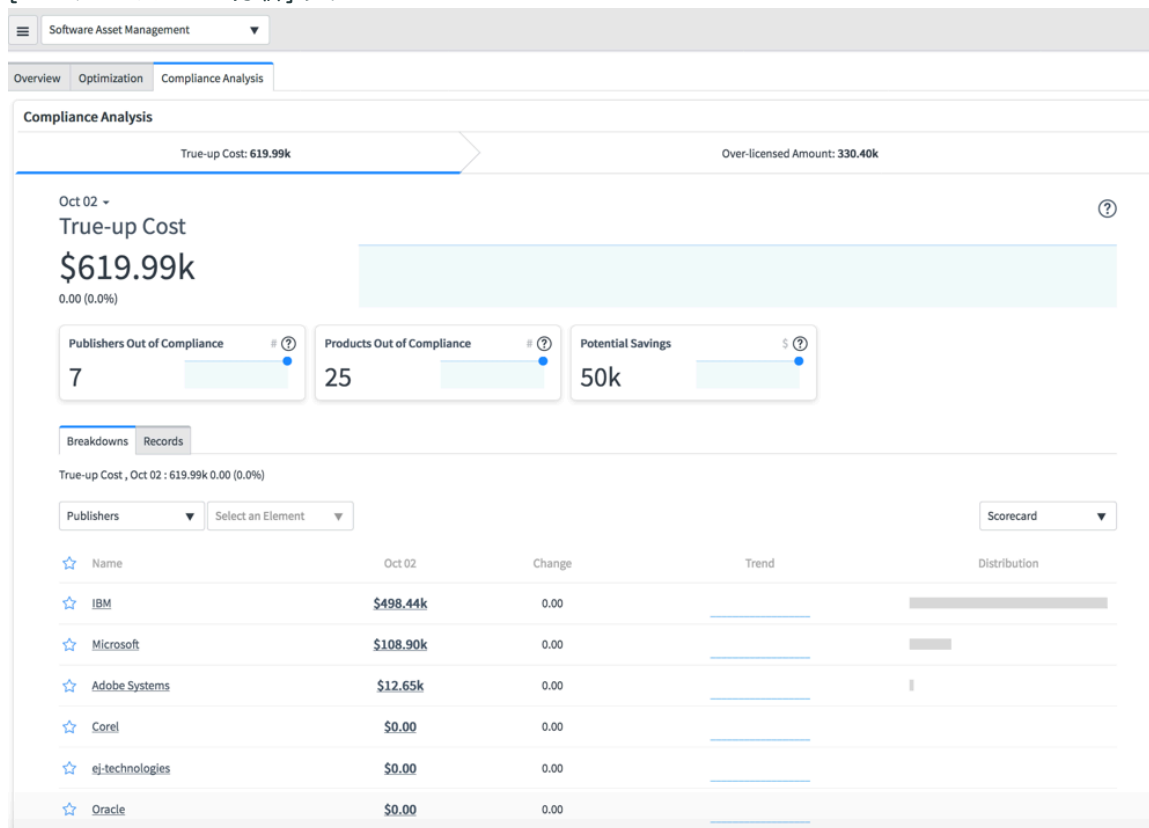 Software Asset Management
Overview Optimization Compliance Analysis
Compliance Analysis
True-up Cost: 619.99k Over-licensed Amount: 330.40k
Oct 02
True-up Cost
$619.99k
0.00 (0.0%)
Publishers Out of Compliance # ?
7
Products Out of Compliance # ?
25
Potential Savings $ ?
50k
Breakdowns Records
True-up Cost , Oct 02 : 619.99k 0.00 (0.0%)
Publishers Select an Element Scorecard
Name Oct 02 Change Trend Distribution
IBM $498.44k 0.00
Microsoft $108.90k 0.00
Adobe Systems $12.65k 0.00
Corel $0.00 0.00
ej-technologies $0.00 0.00
Oracle $0.00 0.00